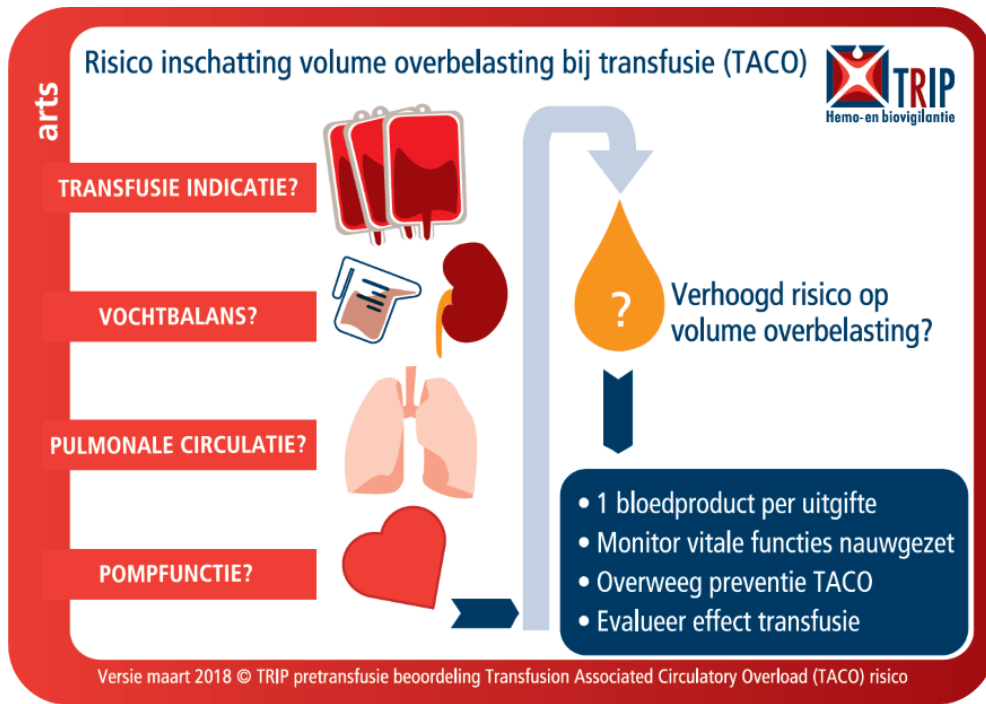 Risico inschatting volume overbelasting bij transfusie (TACO)
TRIP
Hemo-en biovigilantie
arts
TRANSFUSIE INDICATIE?
VOCHTBALANS?
PULMONALE CIRCULATIE?
POMPFUNCTIE?
?
Verhoogd risico op
volume overbelasting?
• 1 bloedproduct per uitgifte
• Monitor vitale functies nauwgezet
• Overweeg preventie TACO
• Evalueer effect transfusie
Versie maart 2018 © TRIP pretransfusie beoordeling Transfusion Associated Circulatory Overload (TACO) risico